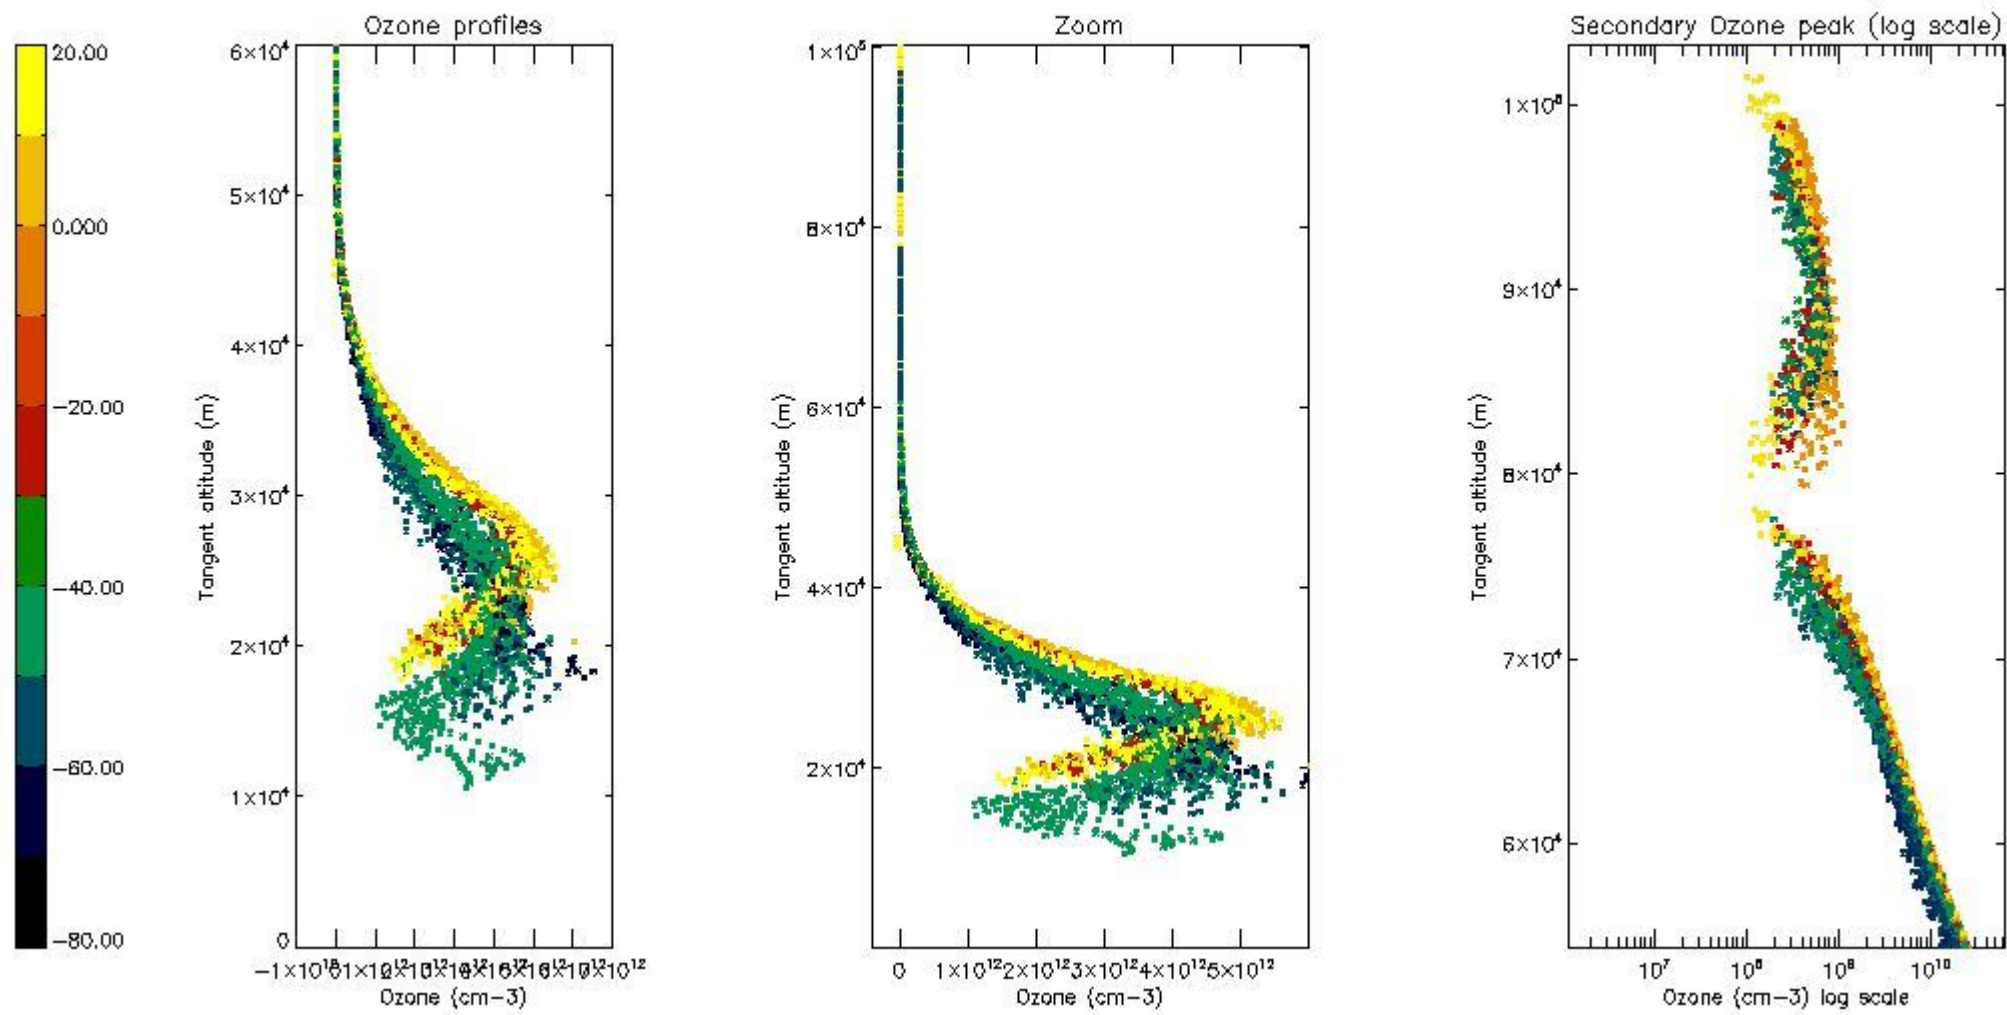 Ozone profiles
Zoom
Secondary Ozone peak (log scale)
20.00
0.000
−20.00
−40.00
−60.00
−80.00
6×10⁴
5×10⁴
4×10⁴
3×10⁴
2×10⁴
1×10⁴
0
Tangent altitude (m)
Ozone (cm−3)
1×10⁵
8×10⁴
6×10⁴
4×10⁴
2×10⁴
Tangent altitude (m)
0 1×10¹² 2×10¹² 3×10¹² 4×10¹² 5×10¹²
Ozone (cm−3)
9×10⁴
8×10⁴
7×10⁴
6×10⁴
Tangent altitude (m)
10⁷ 10⁸ 10⁹ 10¹⁰
Ozone (cm−3) log scale